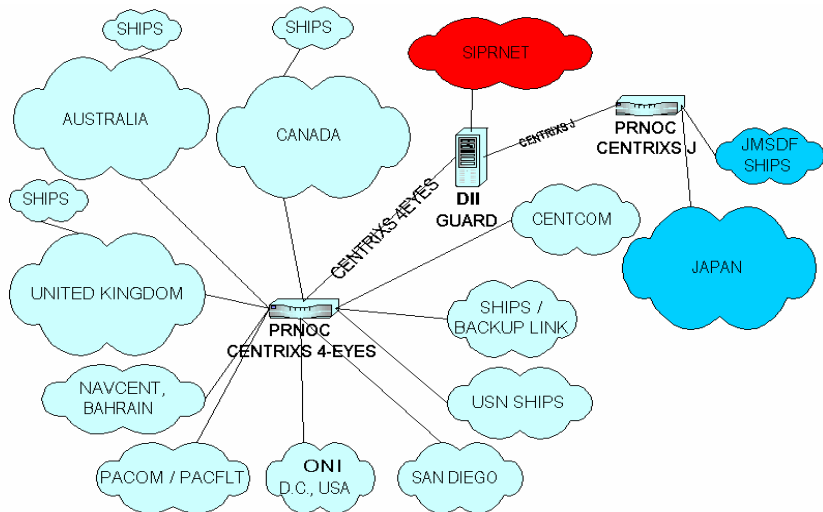 SHIPS
SHIPS
SIPRNET
AUSTRALIA
CANADA
CENTRIXS J
PRNOC
CENTRIXS J
JMSDF
SHIPS
SHIPS
DII
GUARD
CENTRIXS 4EYES
CENTCOM
JAPAN
UNITED KINGDOM
PRNOC
CENTRIXS 4-EYES
SHIPS /
BACKUP LINK
NAVCENT,
BAHRAIN
USN SHIPS
PACOM / PACFLT
ONI
D.C., USA
SAN DIEGO